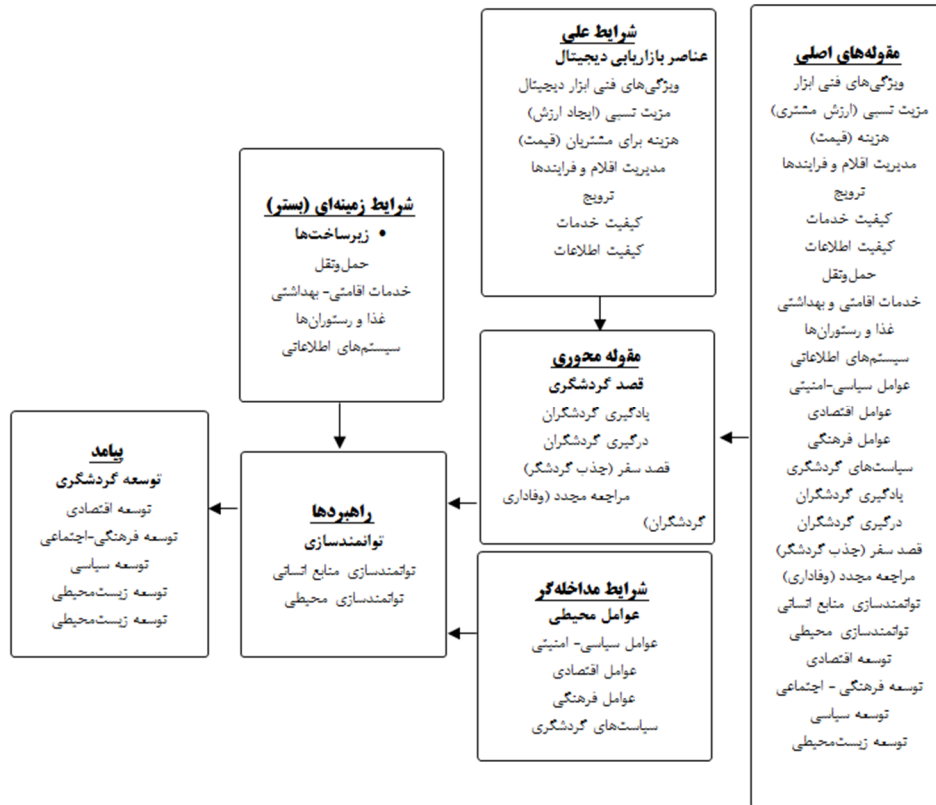 مقوله‌های اصلی
ویژگی‌های فنی ابزار
مزیت نسبی (ارزش مشتری)
هزینه (قیمت)
مدیریت اقلام و فرایندها
ترویج
کیفیت خدمات
کیفیت اطلاعات
حمل‌ونقل
خدمات اقامتی و بهداشتی
غذا و رستوران‌ها
سیستم‌های اطلاعاتی
عوامل سیاسی-امنیتی
عوامل اقتصادی
عوامل فرهنگی
سیاست‌های گردشگری
یادگیری گردشگران
درگیری گردشگران
قصد سفر (جذب گردشگر)
مراجعه مجدد (وفاداری)
توانمندسازی منابع انسانی
توانمندسازی محیطی
توسعه اقتصادی
توسعه فرهنگی - اجتماعی
توسعه سیاسی
توسعه زیست‌محیطی
شرایط علی
عناصر بازاریابی دیجیتال
ویژگی‌های فنی ابزار دیجیتال
مزیت نسبی (ایجاد ارزش)
هزینه برای مشتریان (قیمت)
مدیریت اقلام و فرایندها
ترویج
کیفیت خدمات
کیفیت اطلاعات
مقوله محوری
قصد گردشگری
یادگیری گردشگران
درگیری گردشگران
قصد سفر (جذب گردشگر)
مراجعه مجدد (وفاداری
گردشگران)
شرایط مداخله‌گر
عوامل محیطی
عوامل سیاسی- امنیتی
عوامل اقتصادی
عوامل فرهنگی
سیاست‌های گردشگری
شرایط زمینه‌ای (بستر)
• زیرساخت‌ها
حمل‌ونقل
خدمات اقامتی- بهداشتی
غذا و رستوران‌ها
سیستم‌های اطلاعاتی
راهبردها
توانمندسازی
توانمندسازی منابع انسانی
توانمندسازی محیطی
پیامد
توسعه گردشگری
توسعه اقتصادی
توسعه فرهنگی-اجتماعی
توسعه سیاسی
توسعه زیست‌محیطی
توسعه زیست‌محیطی